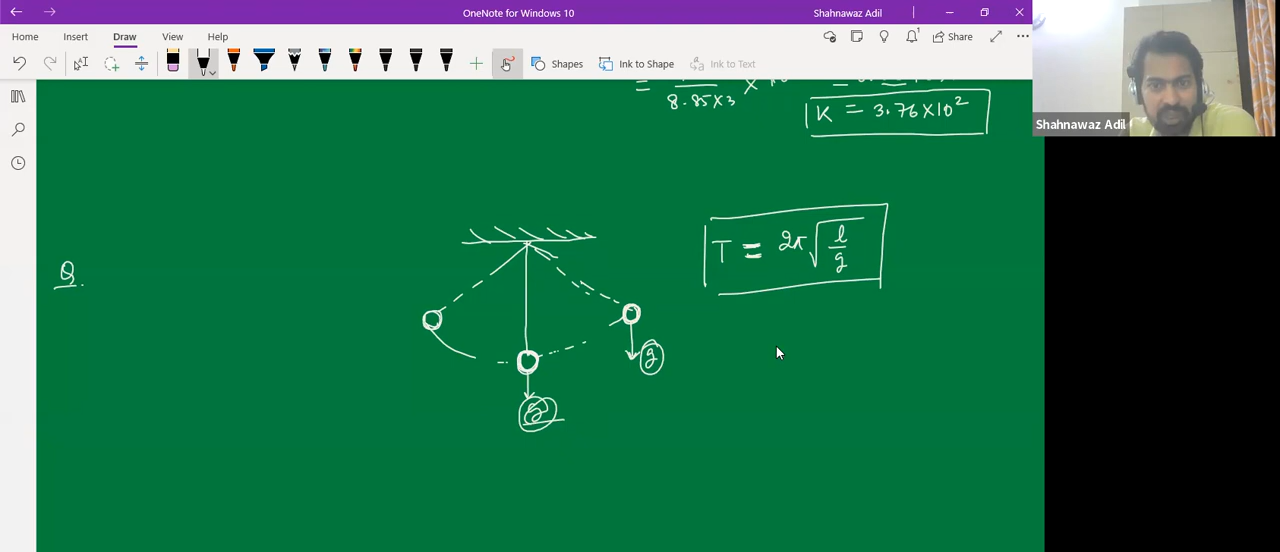 OneNote for Windows 10
Shahnawaz Adil
Home Insert Draw View Help
Share
Shapes
Ink to Shape
Ink to Text
= 8.85×3 ×
K = 3.76×10²
Shahnawaz Adil
T = 2π√(l/g)
Q.
g
g